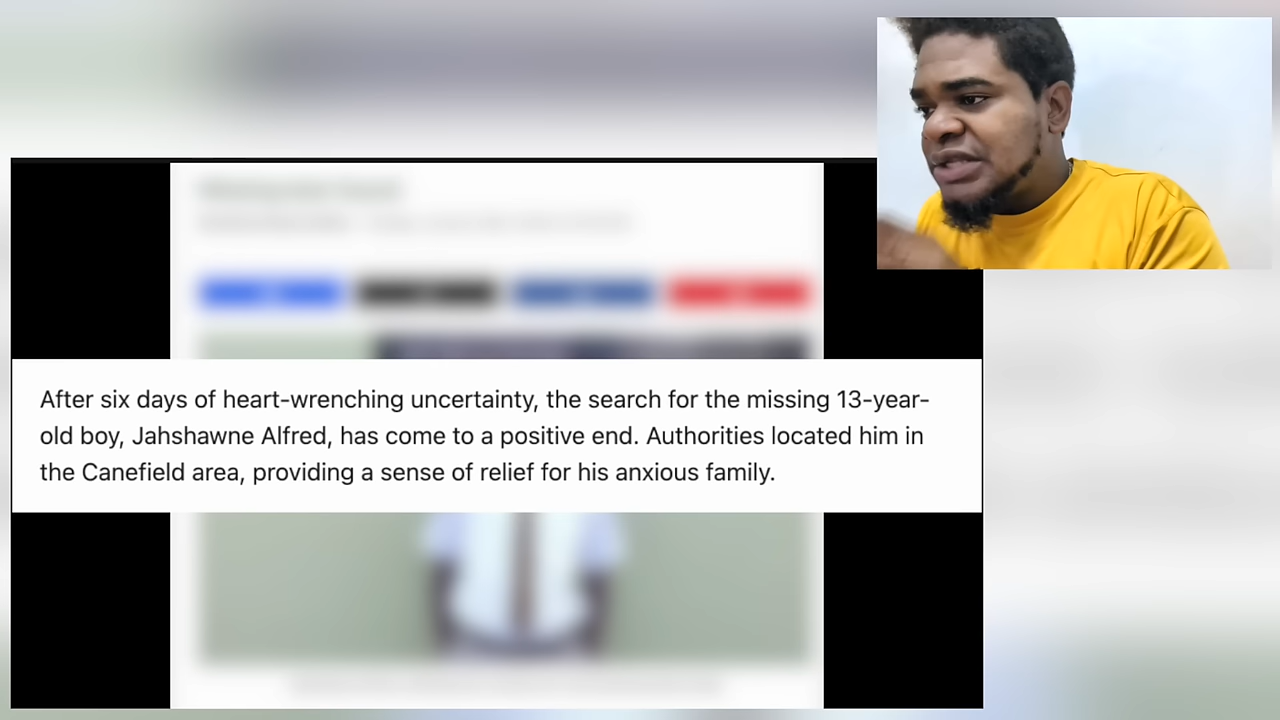 After six days of heart-wrenching uncertainty, the search for the missing 13-year-
old boy, Jahshawne Alfred, has come to a positive end. Authorities located him in
the Canefield area, providing a sense of relief for his anxious family.